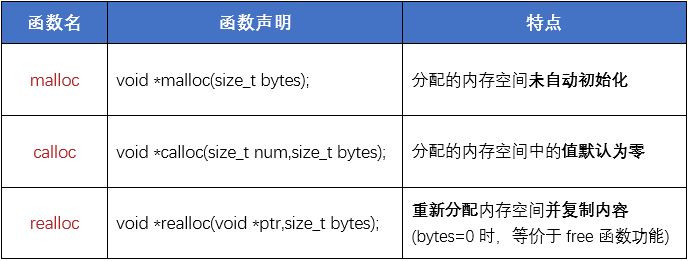 函数名 函数声明 特点
malloc void *malloc(size_t bytes); 分配的内存空间未自动初始化
calloc void *calloc(size_t num,size_t bytes); 分配的内存空间中的值默认为零
realloc void *realloc(void *ptr,size_t bytes); 重新分配内存空间并复制内容
(bytes=0 时，等价于 free 函数功能)